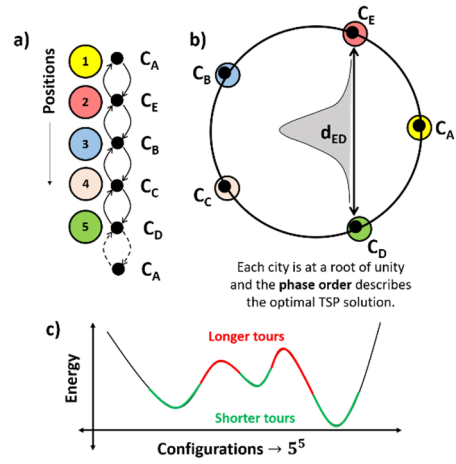 a)
Positions
1
2
3
4
5
C_A
C_E
C_B
C_C
C_D
C_A
b)
C_E
C_B
d_ED
C_A
C_C
C_D
Each city is at a root of unity
and the phase order describes
the optimal TSP solution.
c)
Energy
Longer tours
Shorter tours
Configurations → 5⁵